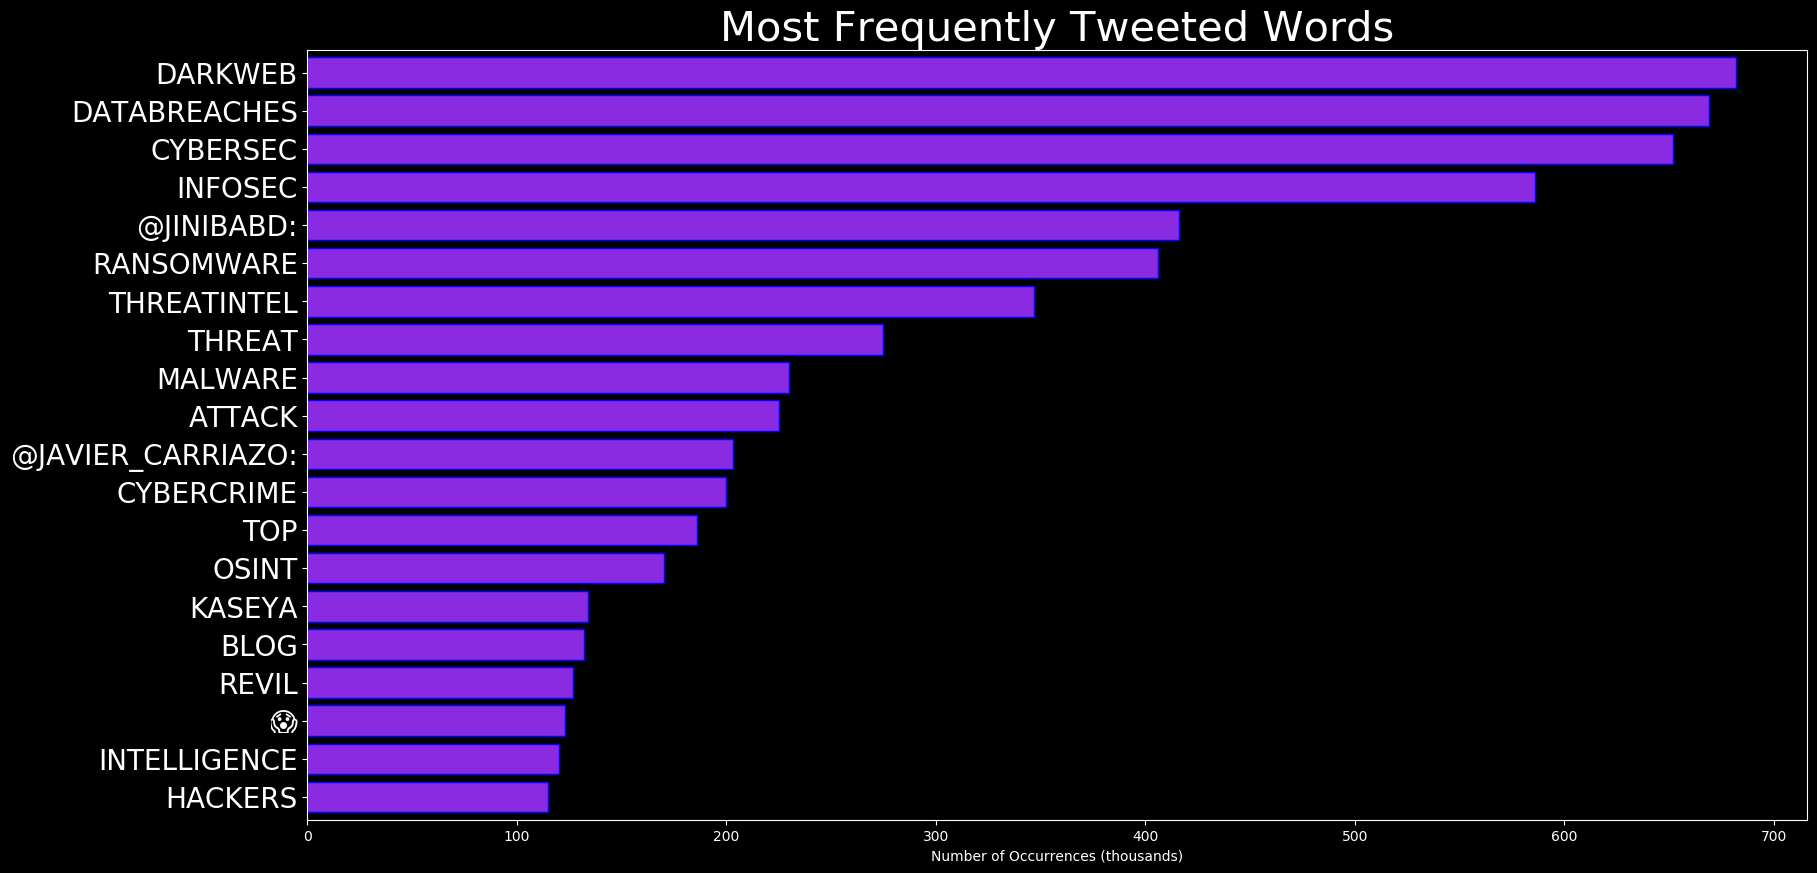 Most Frequently Tweeted Words
DARKWEB
DATABREACHES
CYBERSEC
INFOSEC
@JINIBABD:
RANSOMWARE
THREATINTEL
THREAT
MALWARE
ATTACK
@JAVIER_CARRIAZO:
CYBERCRIME
TOP
OSINT
KASEYA
BLOG
REVIL
😱
INTELLIGENCE
HACKERS
0 100 200 300 400 500 600 700
Number of Occurrences (thousands)